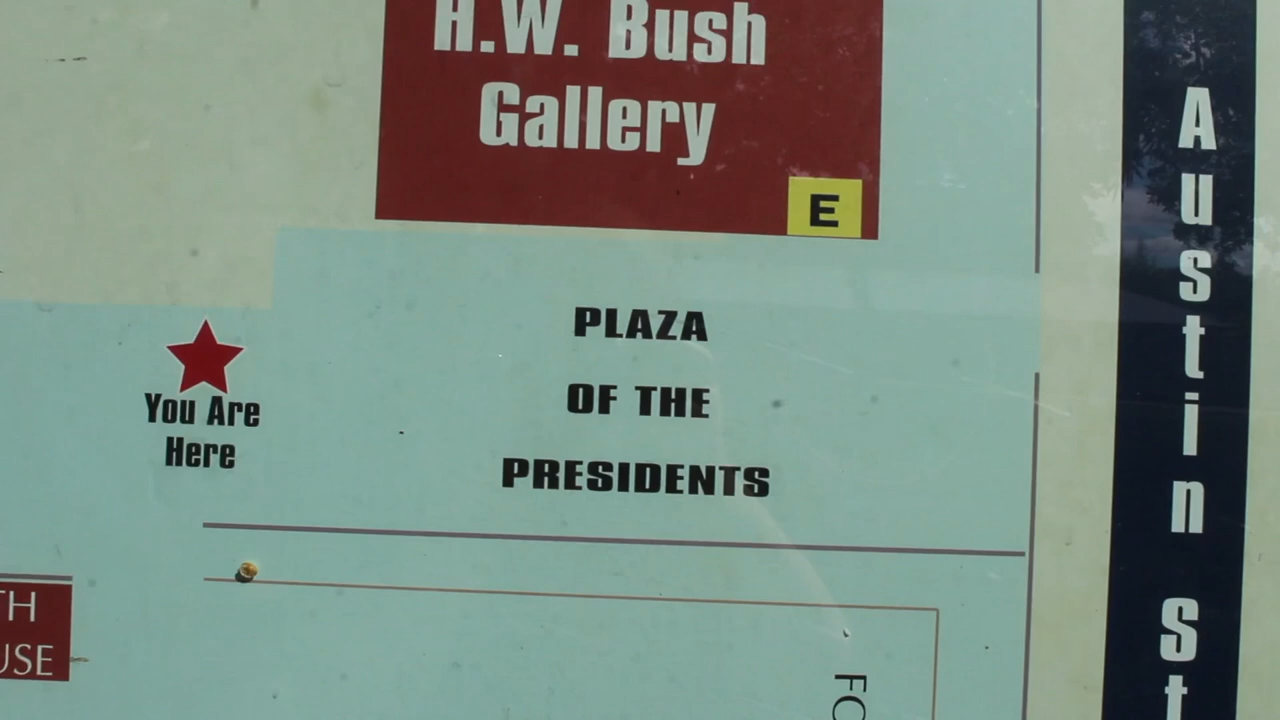 H.W. Bush
Gallery
E
PLAZA
OF THE
PRESIDENTS
You Are
Here
Austin St